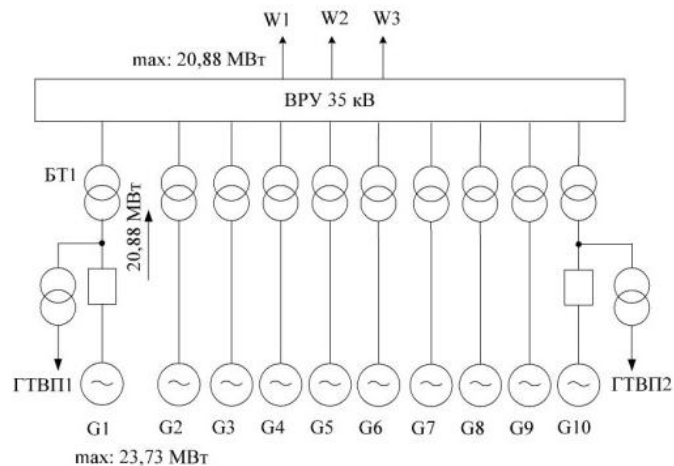 W1 W2 W3
max: 20,88 МВт
ВРУ 35 кВ
БТ1
20,88 МВт
ГТВП1
ГТВП2
G1 G2 G3 G4 G5 G6 G7 G8 G9 G10
max: 23,73 МВт